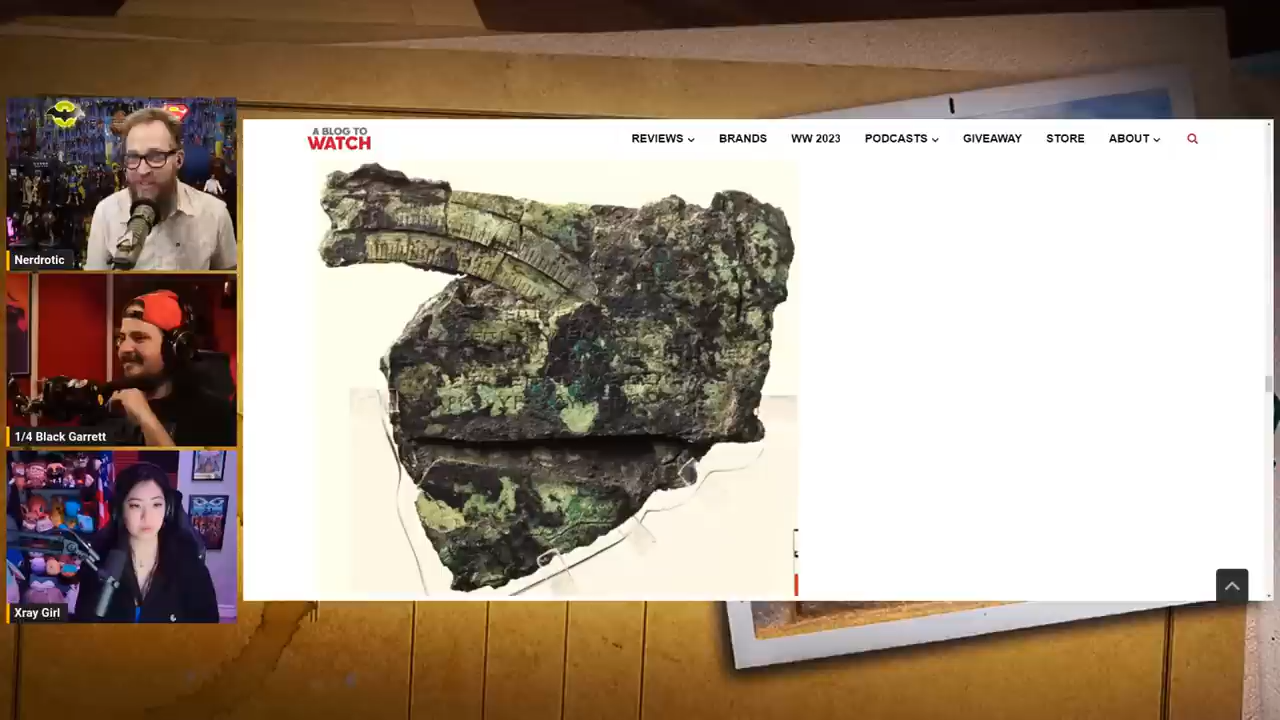 A BLOG TO
WATCH
REVIEWS
BRANDS
WW 2023
PODCASTS
GIVEAWAY
STORE
ABOUT
Nerdrotic
1/4 Black Garrett
Xray Girl